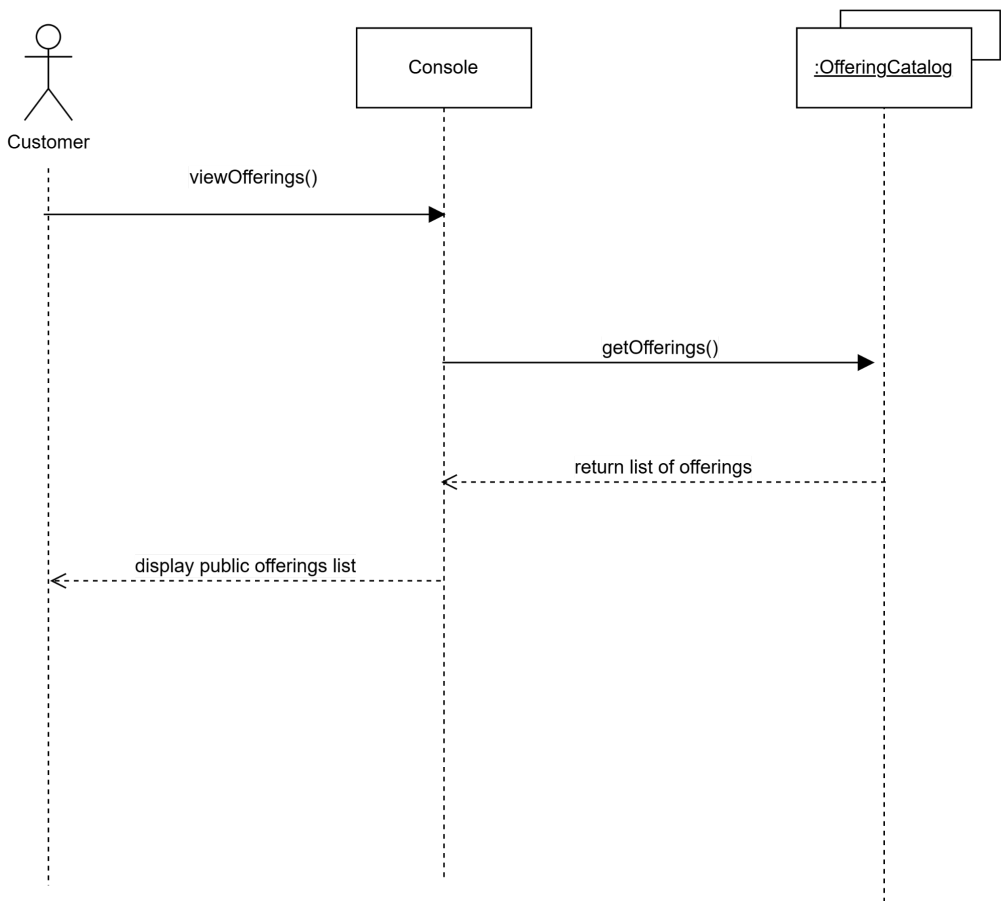 Console
:OfferingCatalog
Customer
viewOfferings()
getOfferings()
return list of offerings
display public offerings list